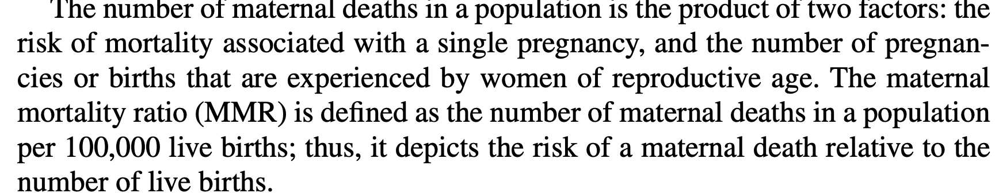 The number of maternal deaths in a population is the product of two factors: the
risk of mortality associated with a single pregnancy, and the number of pregnan-
cies or births that are experienced by women of reproductive age. The maternal
mortality ratio (MMR) is defined as the number of maternal deaths in a population
per 100,000 live births; thus, it depicts the risk of a maternal death relative to the
number of live births.